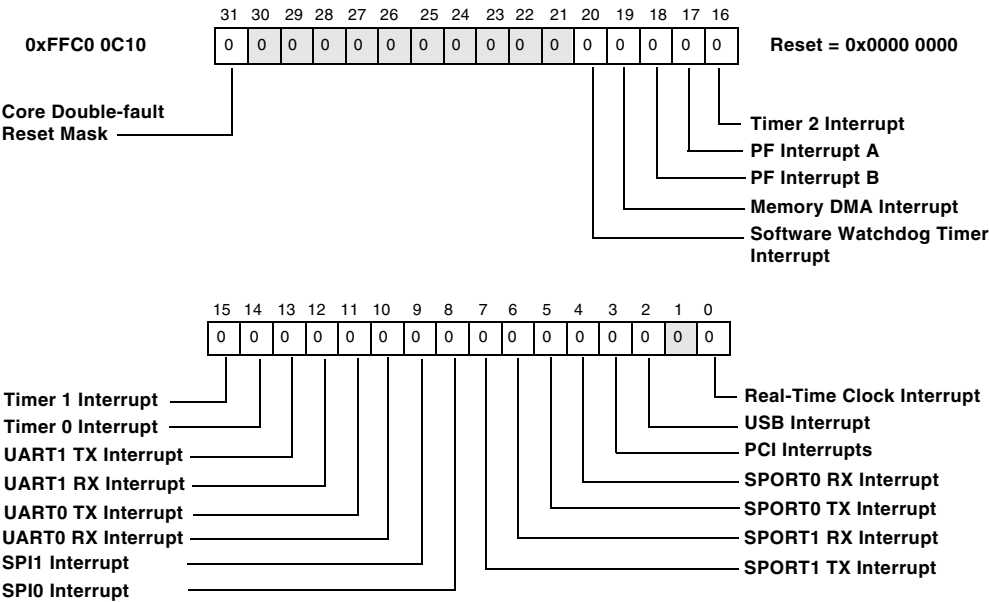 31 30 29 28 27 26 25 24 23 22 21 20 19 18 17 16
0xFFC0 0C10
0 0 0 0 0 0 0 0 0 0 0 0 0 0 0 0
Reset = 0x0000 0000
Core Double-fault
Reset Mask
Timer 2 Interrupt
PF Interrupt A
PF Interrupt B
Memory DMA Interrupt
Software Watchdog Timer
Interrupt
15 14 13 12 11 10 9 8 7 6 5 4 3 2 1 0
0 0 0 0 0 0 0 0 0 0 0 0 0 0 0 0
Timer 1 Interrupt
Timer 0 Interrupt
UART1 TX Interrupt
UART1 RX Interrupt
UART0 TX Interrupt
UART0 RX Interrupt
SPI1 Interrupt
SPI0 Interrupt
Real-Time Clock Interrupt
USB Interrupt
PCI Interrupts
SPORT0 RX Interrupt
SPORT0 TX Interrupt
SPORT1 RX Interrupt
SPORT1 TX Interrupt